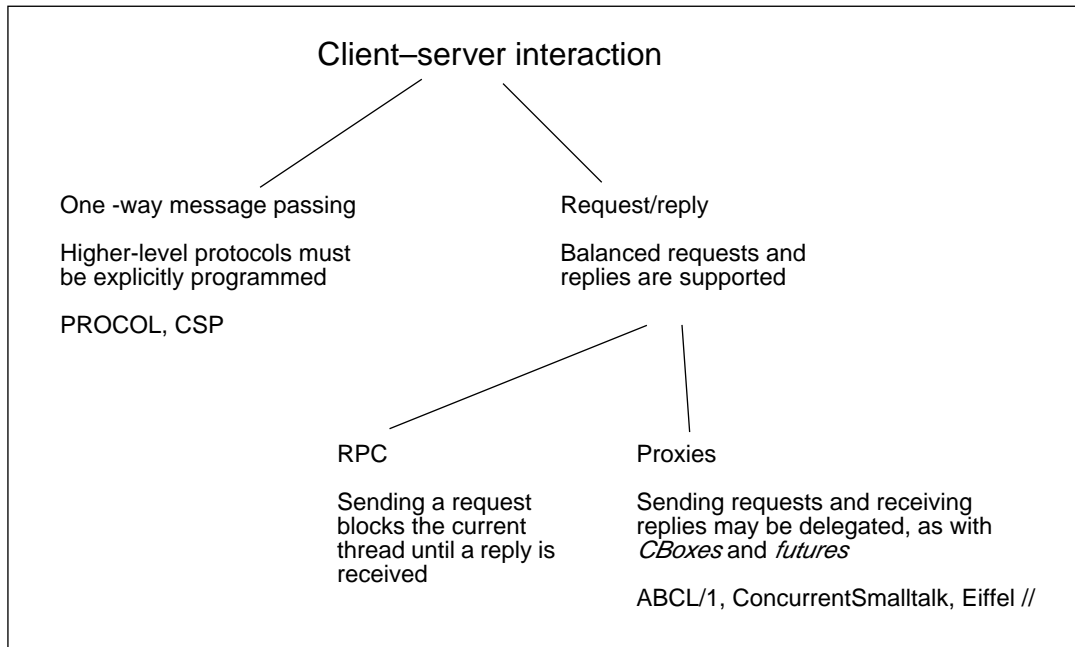 Client–server interaction
One -way message passing
Higher-level protocols must
be explicitly programmed
PROCOL, CSP
Request/reply
Balanced requests and
replies are supported
RPC
Sending a request
blocks the current
thread until a reply is
received
Proxies
Sending requests and receiving
replies may be delegated, as with
CBoxes and futures
ABCL/1, ConcurrentSmalltalk, Eiffel //